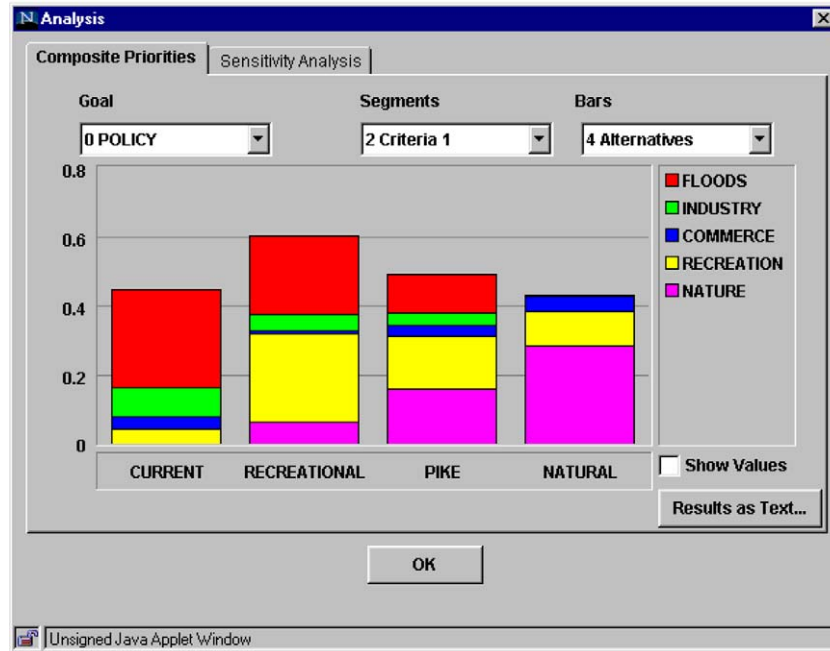 N Analysis
Composite Priorities Sensitivity Analysis
Goal Segments Bars
0 POLICY 2 Criteria 1 4 Alternatives
0.8
0.6
0.4
0.2
0
FLOODS
INDUSTRY
COMMERCE
RECREATION
NATURE
CURRENT RECREATIONAL PIKE NATURAL
Show Values
Results as Text...
OK
Unsigned Java Applet Window